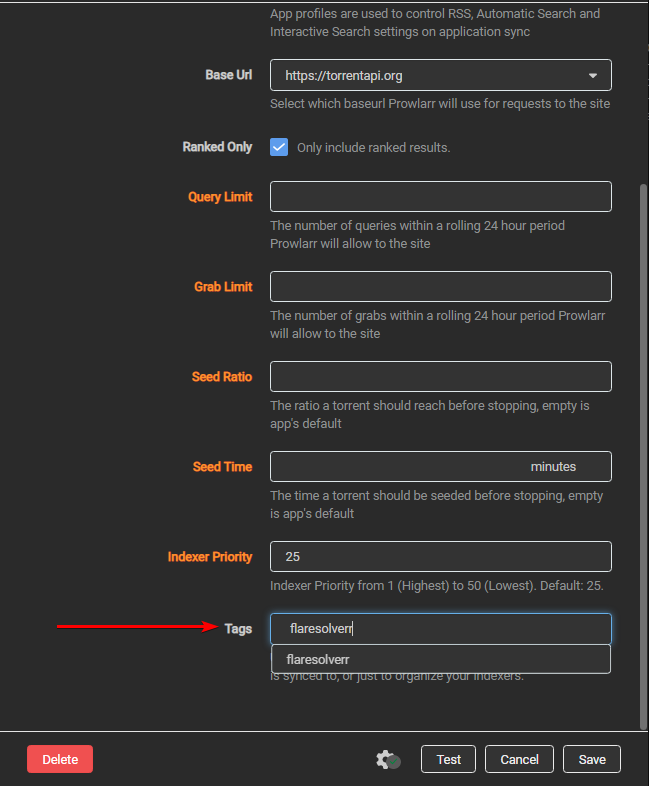 App profiles are used to control RSS, Automatic Search and
Interactive Search settings on application sync
Base Url
https://torrentapi.org
Select which baseurl Prowlarr will use for requests to the site
Ranked Only
Only include ranked results.
Query Limit
The number of queries within a rolling 24 hour period
Prowlarr will allow to the site
Grab Limit
The number of grabs within a rolling 24 hour period Prowlarr
will allow to the site
Seed Ratio
The ratio a torrent should reach before stopping, empty is
app's default
Seed Time
minutes
The time a torrent should be seeded before stopping, empty
is app's default
Indexer Priority
25
Indexer Priority from 1 (Highest) to 50 (Lowest). Default: 25.
Tags
flaresolverr
flaresolverr
is synced to, or just to organize your indexers.
Delete
Test
Cancel
Save